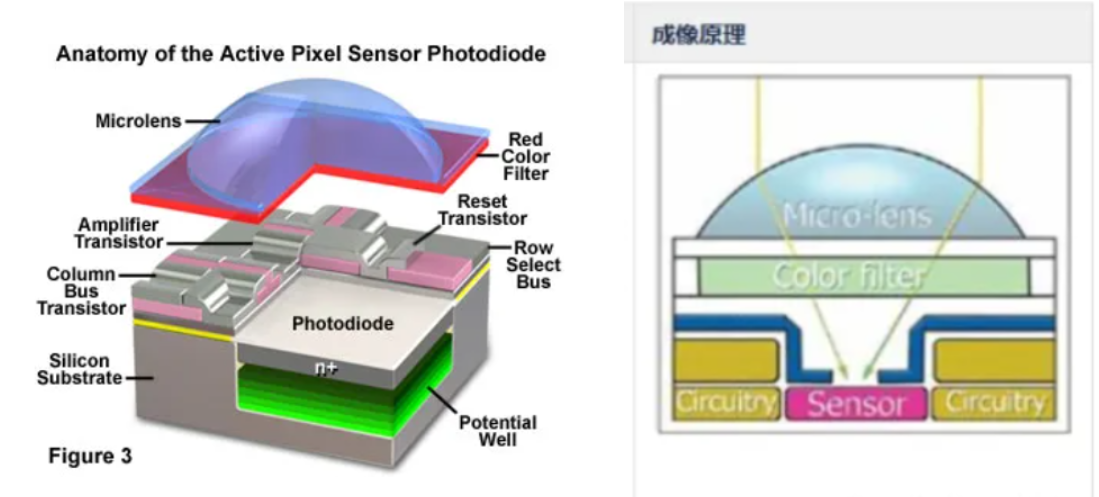 Anatomy of the Active Pixel Sensor Photodiode
Microlens
Red
Color
Filter
Amplifier
Transistor
Reset
Transistor
Column
Bus
Transistor
Row
Select
Bus
Photodiode
n+
Silicon
Substrate
Potential
Well
Figure 3
成像原理
Micro-lens
Color filter
Circuitry
Sensor
Circuitry